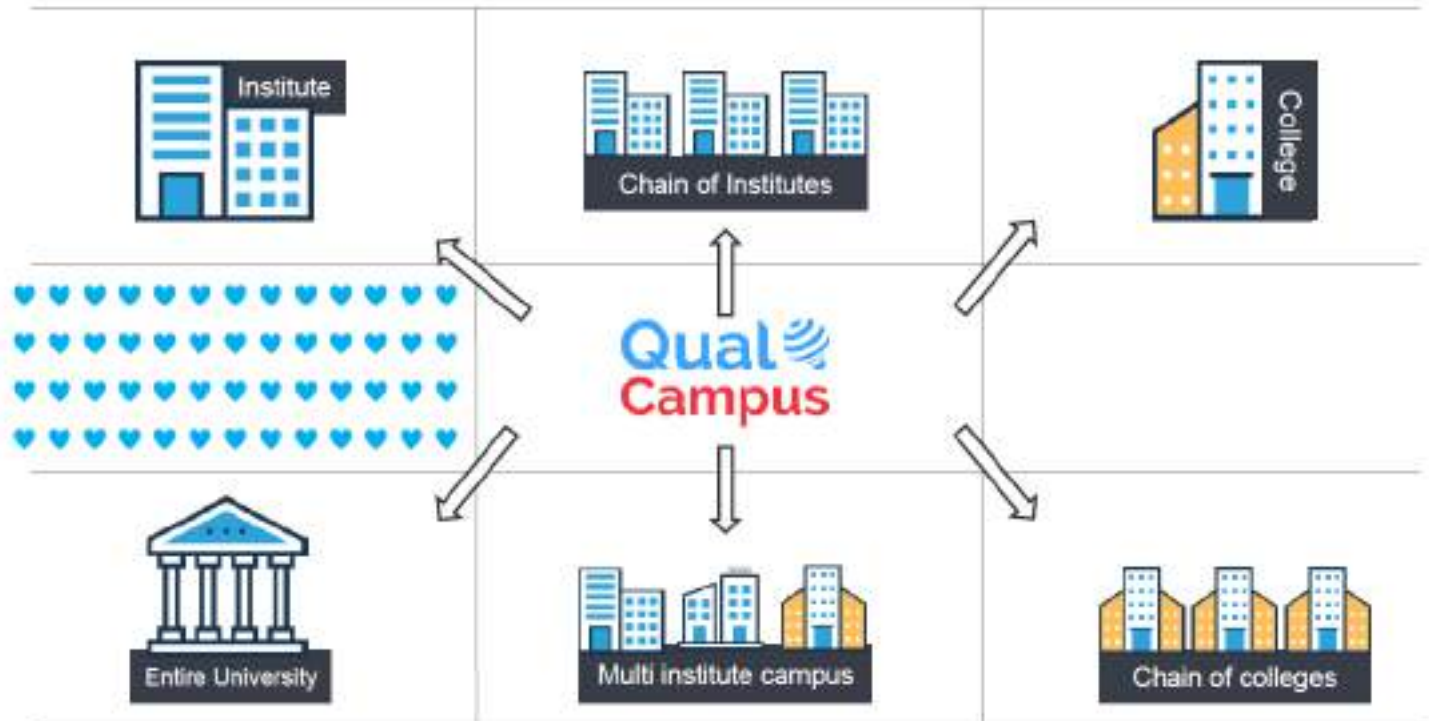 Institute
Chain of Institutes
College
Qual
Campus
Entire University
Multi institute campus
Chain of colleges